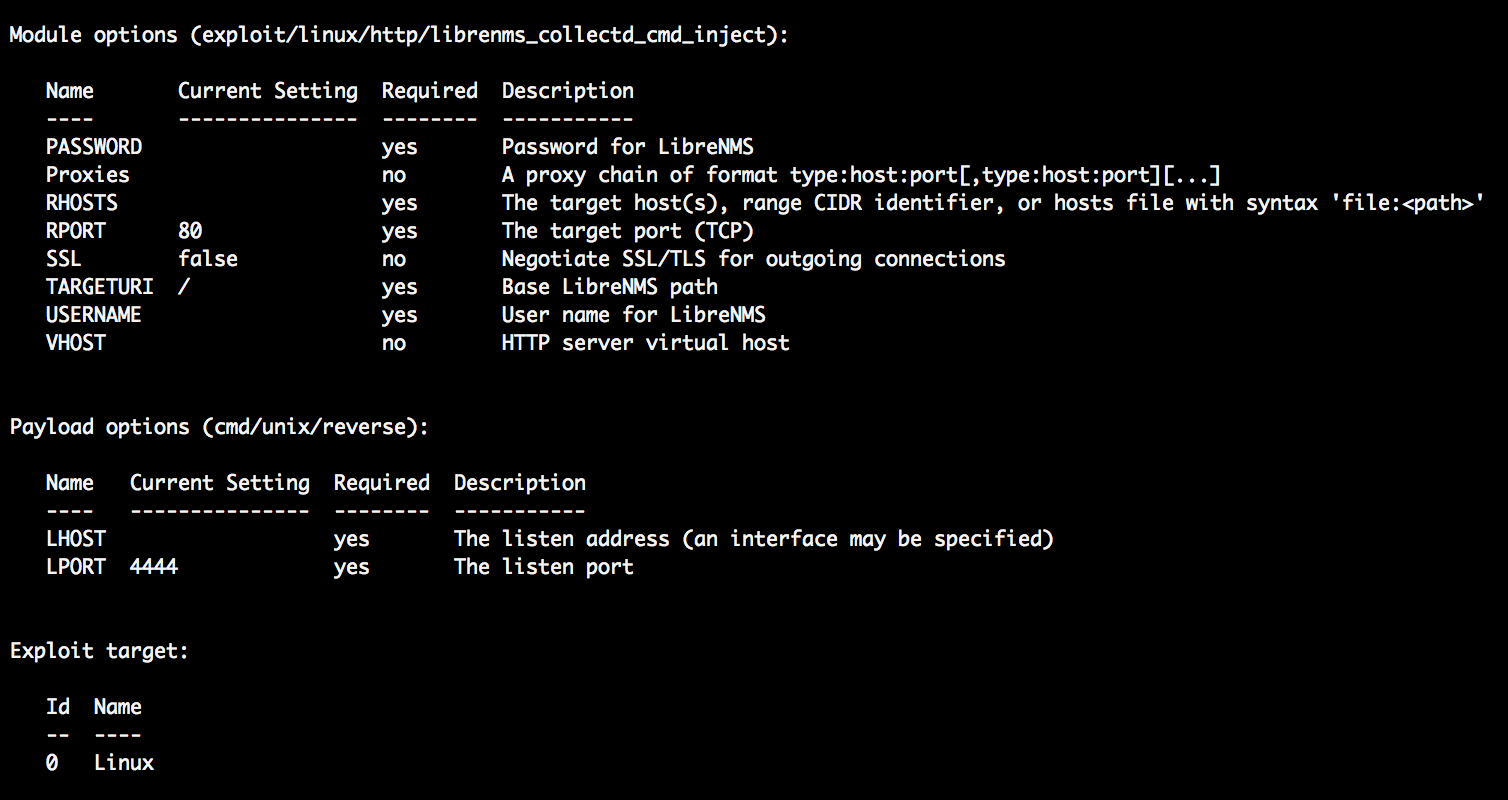 Module options (exploit/linux/http/librenms_collectd_cmd_inject):
Name Current Setting Required Description
---- --------------- -------- -----------
PASSWORD yes Password for LibreNMS
Proxies no A proxy chain of format type:host:port[,type:host:port][...]
RHOSTS yes The target host(s), range CIDR identifier, or hosts file with syntax 'file:<path>'
RPORT 80 yes The target port (TCP)
SSL false no Negotiate SSL/TLS for outgoing connections
TARGETURI / yes Base LibreNMS path
USERNAME yes User name for LibreNMS
VHOST no HTTP server virtual host
Payload options (cmd/unix/reverse):
Name Current Setting Required Description
---- --------------- -------- -----------
LHOST yes The listen address (an interface may be specified)
LPORT 4444 yes The listen port
Exploit target:
Id Name
-- ----
0 Linux